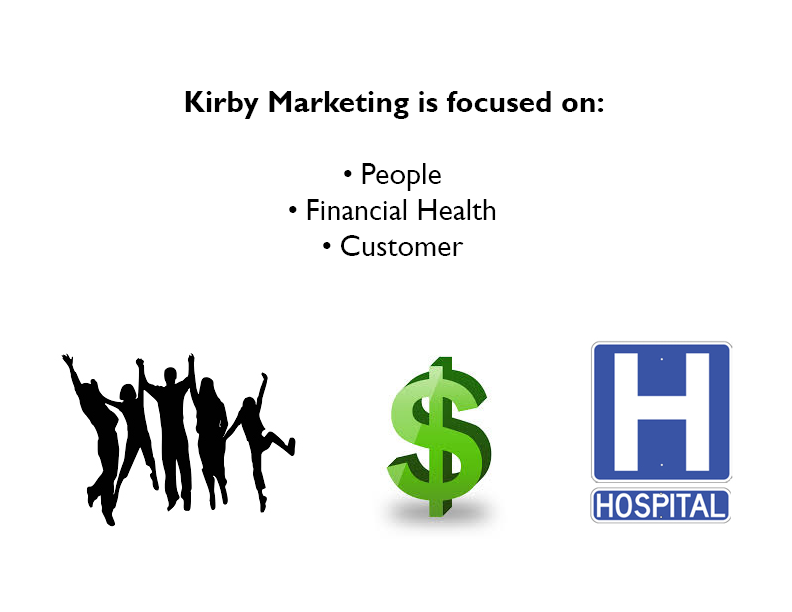 Kirby Marketing is focused on:
• People
• Financial Health
• Customer
$
H
HOSPITAL